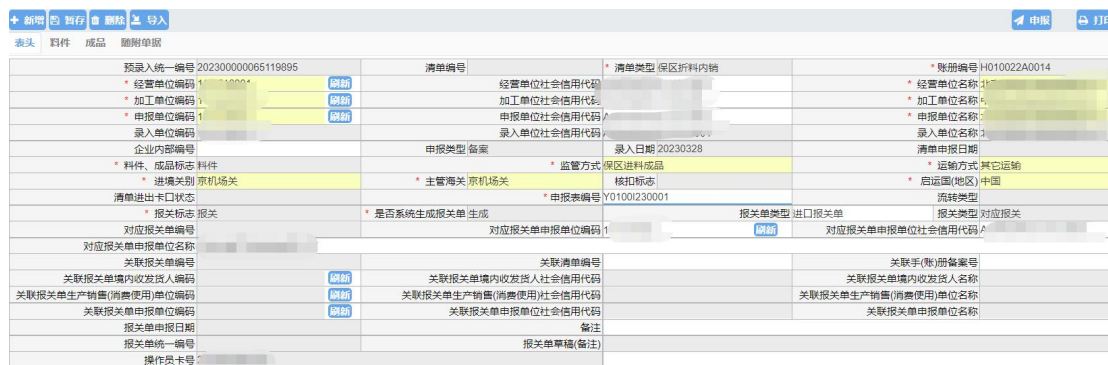 新增 暂存 删除 导入 申报 打印
表头 料件 成品 随附单据
预录入统一编号 202300000065119895 清单编号 * 清单类型 保区折料内销 * 账册编号 H010022A0014
* 经营单位编码 刷新 经营单位社会信用代码 * 经营单位名称
* 加工单位编码 刷新 加工单位社会信用代码 * 加工单位名称
* 申报单位编码 刷新 申报单位社会信用代码 * 申报单位名称
录入单位编码 录入单位社会信用代码 录入单位名称
企业内部编号 申报类型 备案 录入日期 20230328 清单申报日期
* 料件、成品标志 料件 * 监管方式 保区进料成品 * 运输方式 其它运输
* 进境关别 京机场关 * 主管海关 京机场关 核扣标志 * 启运国(地区) 中国
清单进出卡口状态 * 申报表编号 Y0100I230001 流转类型
* 报关标志 报关 * 是否系统生成报关单 生成 报关单类型 进口报关单 报关类型 对应报关
对应报关单编号 对应报关单申报单位编码 刷新 对应报关单申报单位社会信用代码
对应报关单申报单位名称
关联报关单编号 关联清单编号 关联手(账)册备案号
关联报关单境内收发货人编码 刷新 关联报关单境内收发货人社会信用代码 关联报关单境内收发货人名称
关联报关单生产销售(消费使用)单位编码 刷新 关联报关单生产销售(消费使用)社会信用代码 关联报关单生产销售(消费使用)单位名称
关联报关单申报单位编码 刷新 关联报关单申报单位社会信用代码 关联报关单申报单位名称
报关单申报日期 备注
报关单统一编号 报关单草稿(备注)
操作员卡号